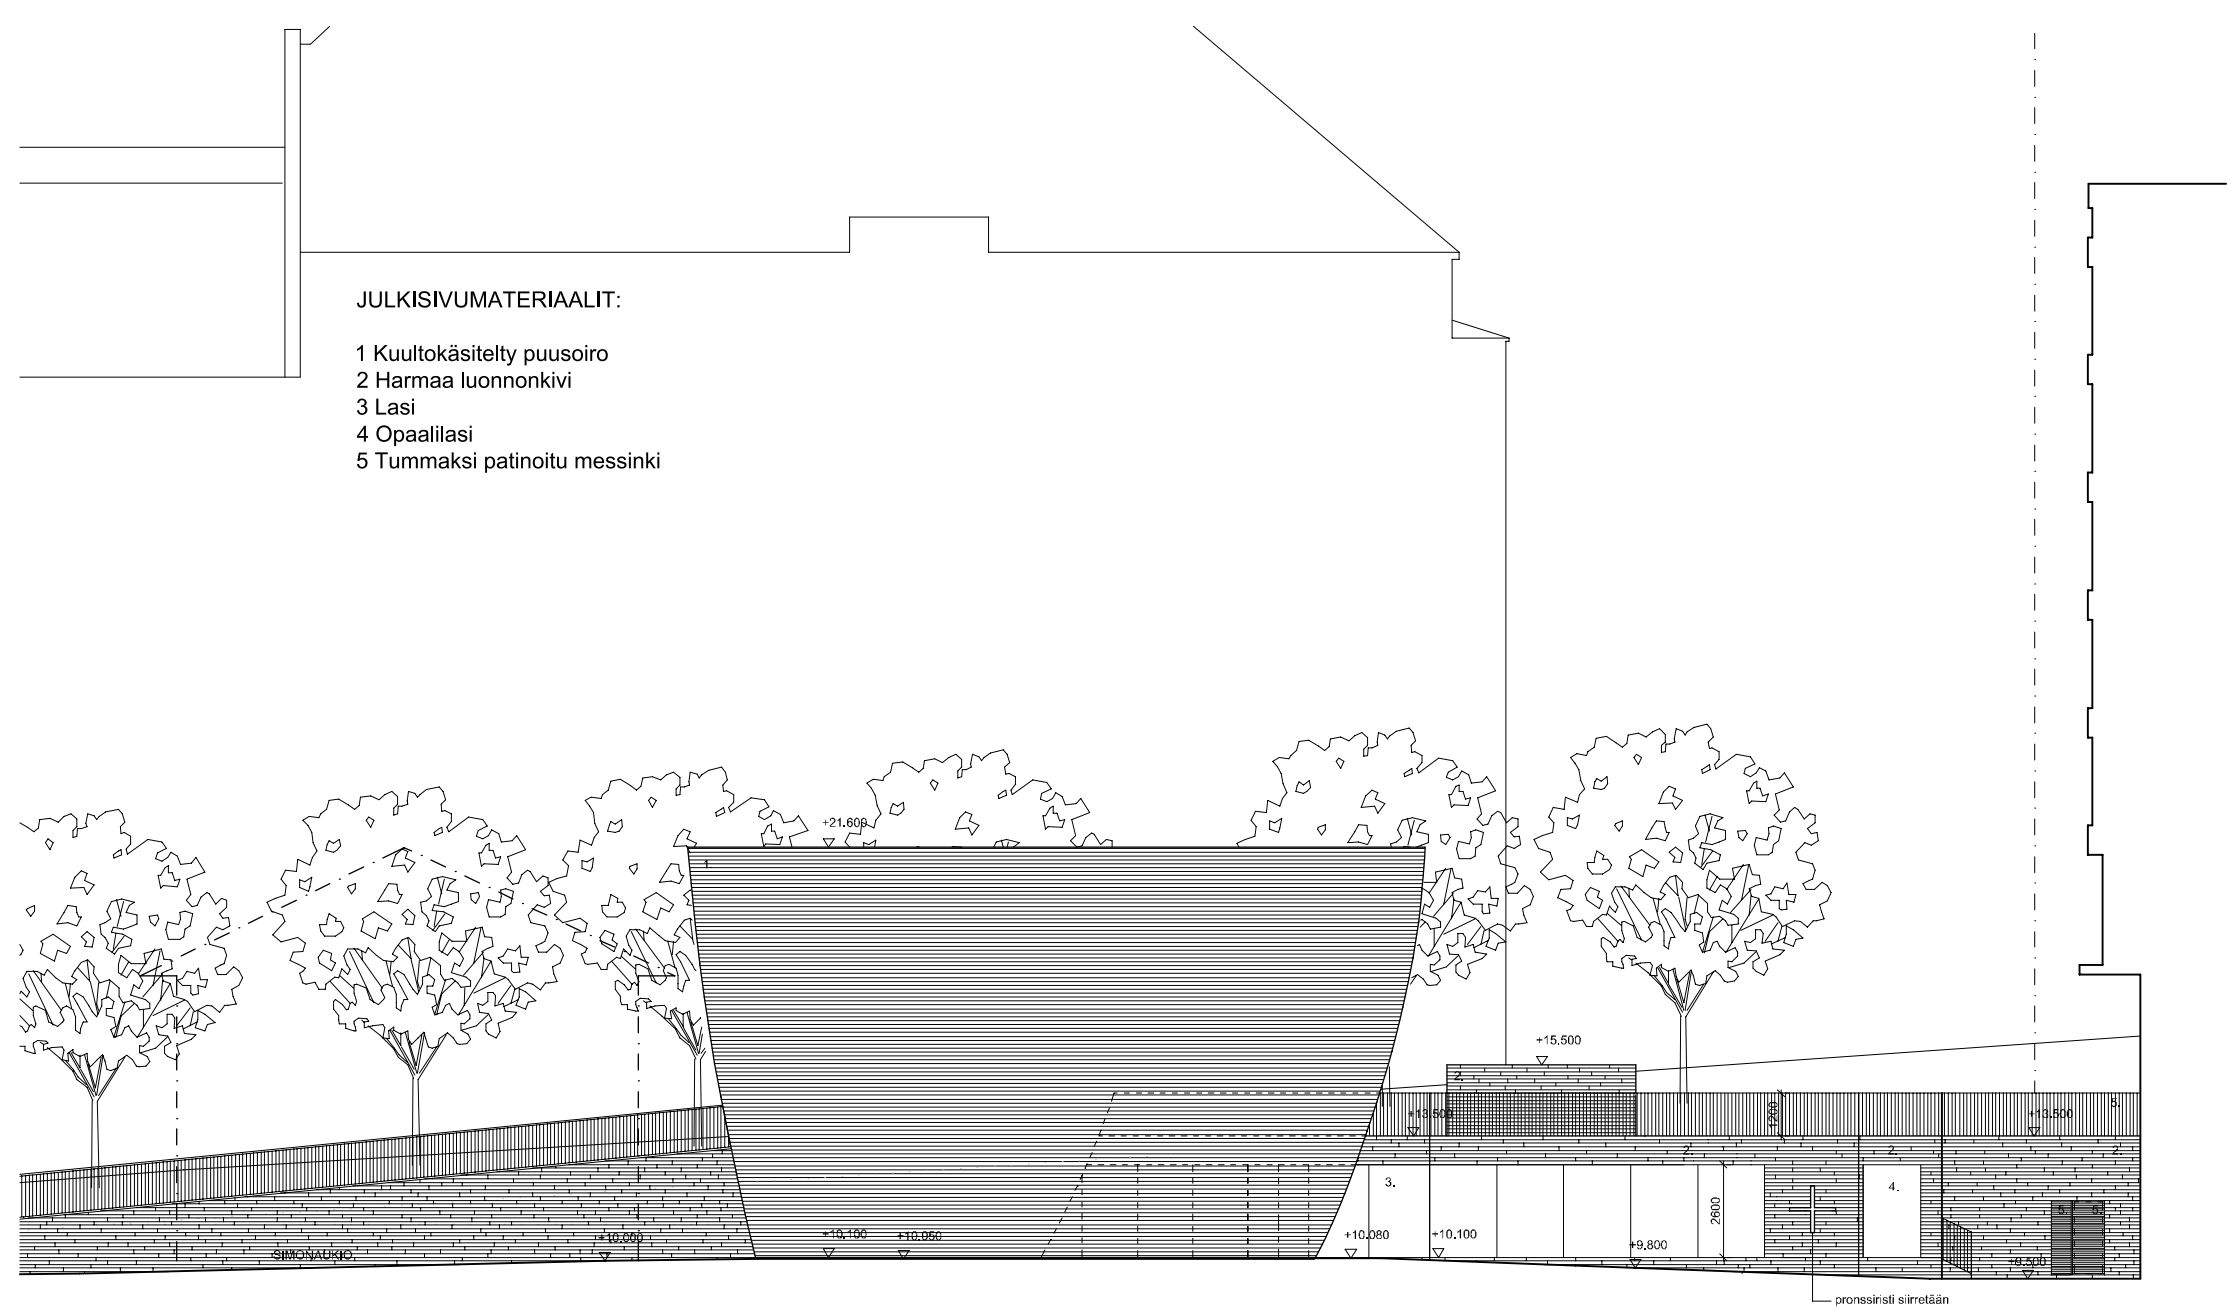 JULKISIVUMATERIAALIT:
1 Kuultokäsitelty puusoiro
2 Harmaa luonnonkivi
3 Lasi
4 Opaalilasi
5 Tummaksi patinoitu messinki
+21.600
1.
+15.500
2.
+13.500
1200
+13.500
5.
2.
2.
2.
3.
4.
2600
5.
5.
+10.000
+10.100
+10.050
+10.080
+10.100
+9.800
SIMONAUKIO
pronssiristi siirretään